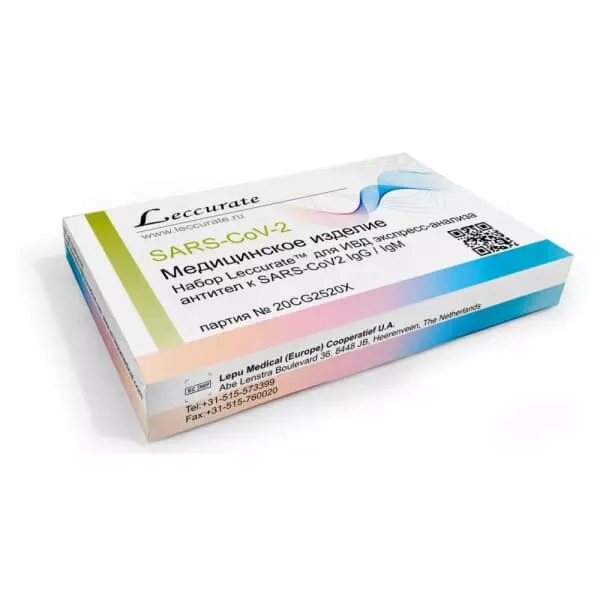 Leccurate
www.leccurate.ru
SARS-CoV-2
Медицинское изделие
Набор Leccurate™ для ИВД экспресс-анализа
антител к SARS-CoV2 IgG / IgM
партия № 20CG2520X
EC REP
Lepu Medical (Europe) Cooperatief U.A.
Abe Lenstra Boulevard 36, 8448 JB, Heerenveen, The Netherlands
Tel:+31-515-573399
Fax:+31-515-760020